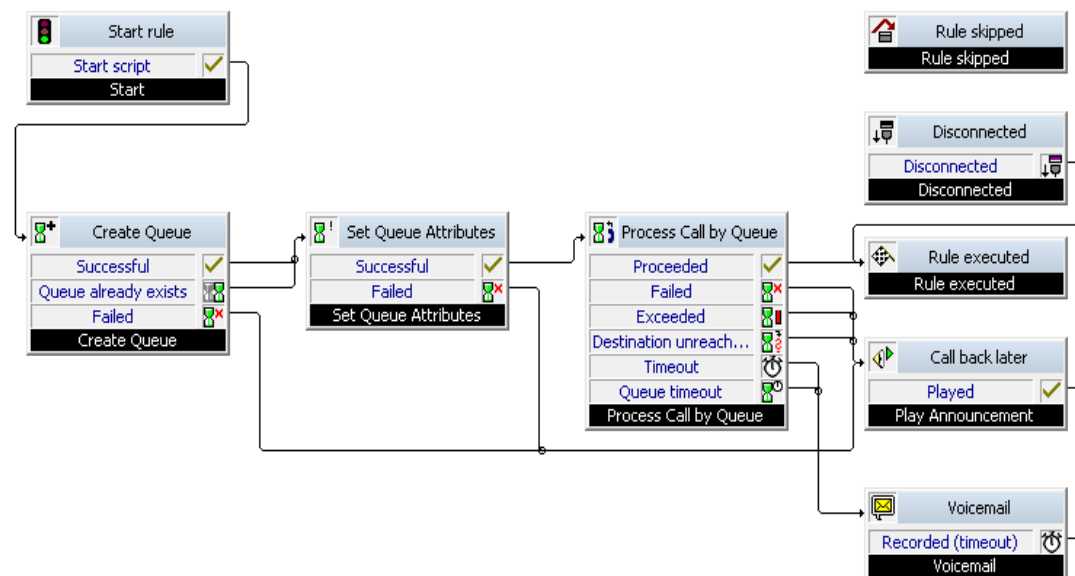 Start rule
Start script
Start
Rule skipped
Rule skipped
Disconnected
Disconnected
Disconnected
Create Queue
Successful
Queue already exists
Failed
Create Queue
Set Queue Attributes
Successful
Failed
Set Queue Attributes
Process Call by Queue
Proceeded
Failed
Exceeded
Destination unreach...
Timeout
Queue timeout
Process Call by Queue
Rule executed
Rule executed
Call back later
Played
Play Announcement
Voicemail
Recorded (timeout)
Voicemail